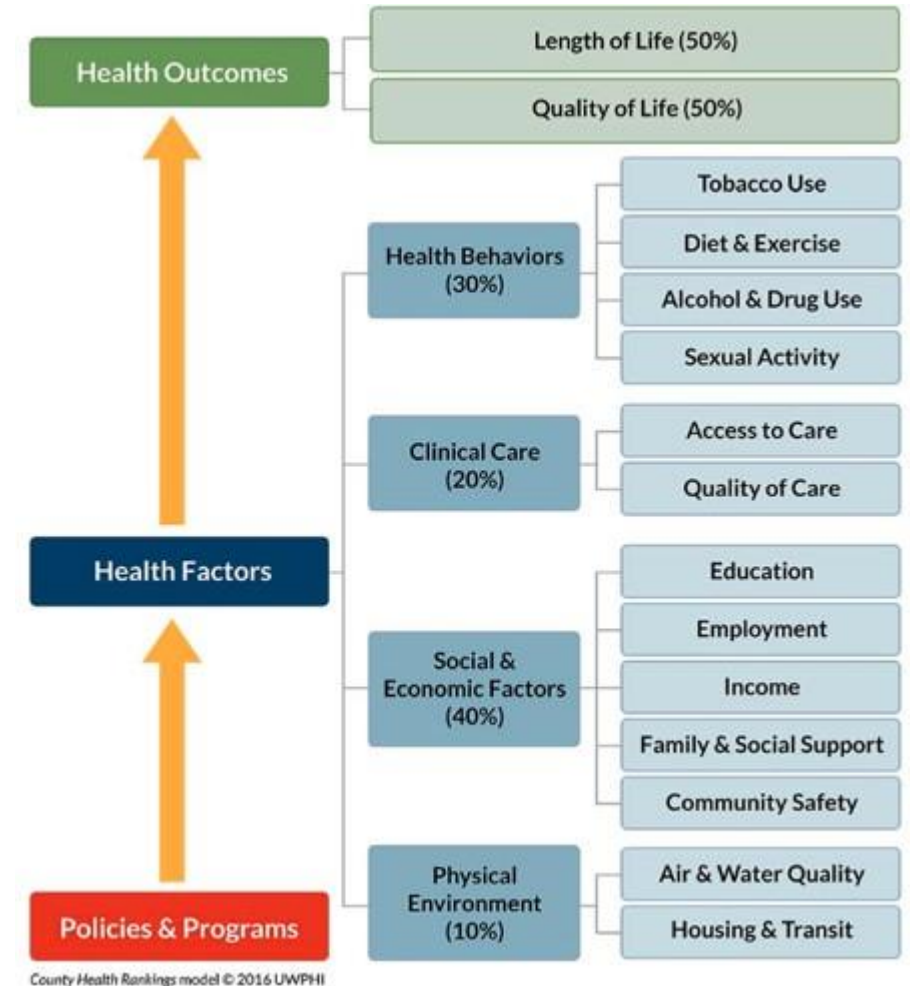 Health Outcomes
Length of Life (50%)
Quality of Life (50%)
Health Behaviors
(30%)
Tobacco Use
Diet & Exercise
Alcohol & Drug Use
Sexual Activity
Clinical Care
(20%)
Access to Care
Quality of Care
Health Factors
Social &
Economic Factors
(40%)
Education
Employment
Income
Family & Social Support
Community Safety
Physical
Environment
(10%)
Air & Water Quality
Housing & Transit
Policies & Programs
County Health Rankings model © 2016 UWPHI